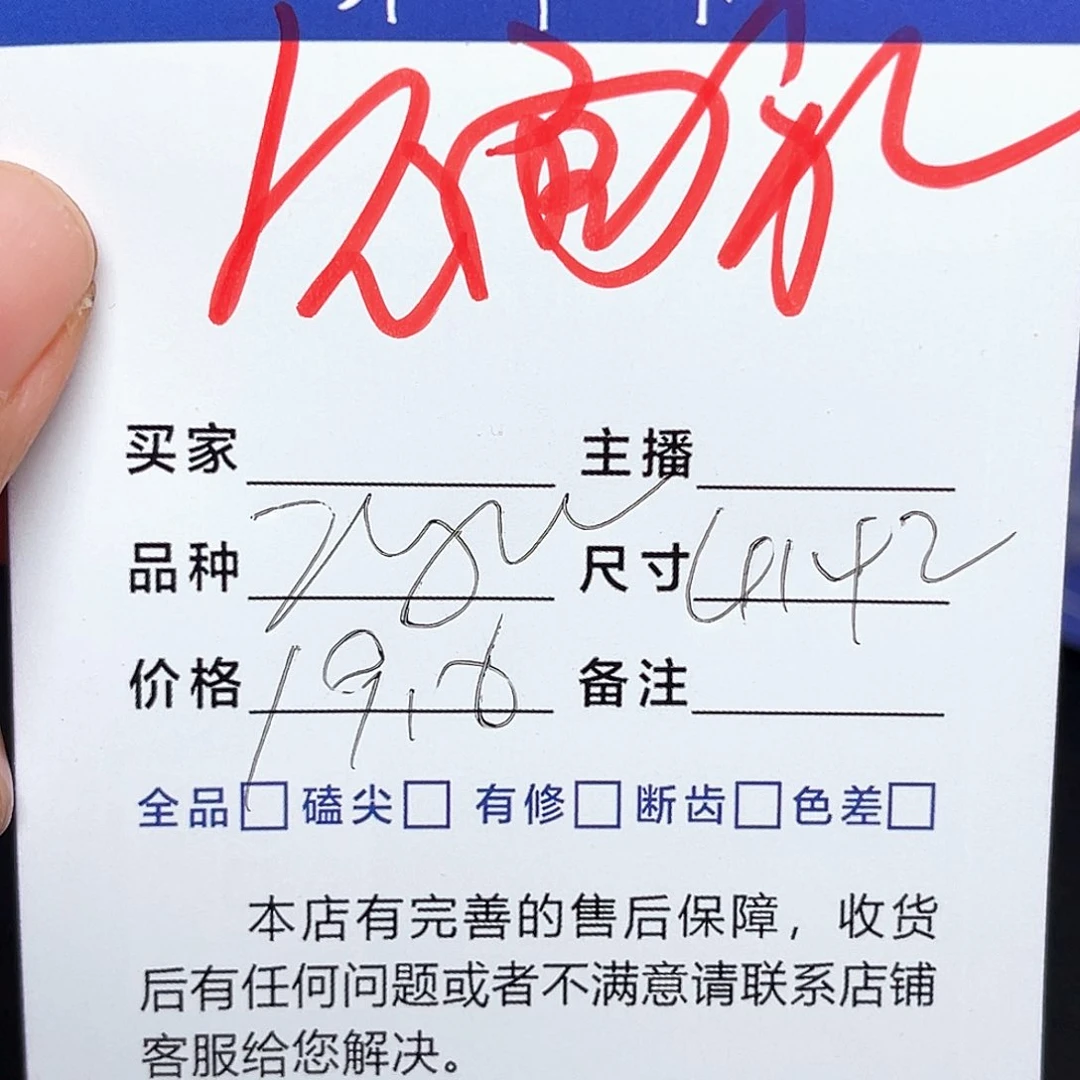 买家 主播
品种 尺寸
价格 19.6 备注
全品 磕尖 有修 断齿 色差
本店有完善的售后保障，收货
后有任何问题或者不满意请联系店铺
客服给您解决。